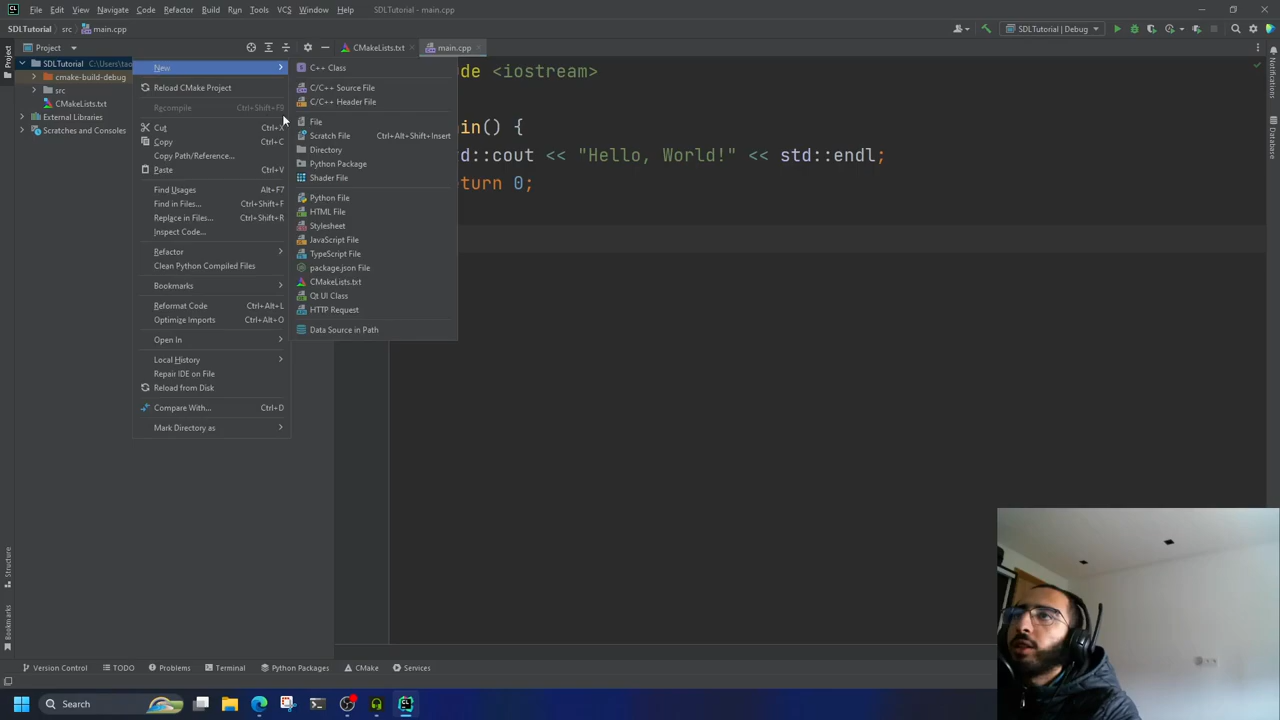 File Edit View Navigate Code Refactor Build Run Tools VCS Window Help SDLTutorial - main.cpp
SDLTutorial src main.cpp SDLTutorial | Debug
Project CMakeLists.txt main.cpp
Project
SDLTutorial
cmake-build-debug
src
CMakeLists.txt
External Libraries
Scratches and Consoles
New
Reload CMake Project
Recompile Ctrl+Shift+F9
Cut Ctrl+X
Copy Ctrl+C
Copy Path/Reference...
Paste Ctrl+V
Find Usages Alt+F7
Find in Files... Ctrl+Shift+F
Replace in Files... Ctrl+Shift+R
Inspect Code...
Refactor
Clean Python Compiled Files
Bookmarks
Reformat Code Ctrl+Alt+L
Optimize Imports Ctrl+Alt+O
Open In
Local History
Repair IDE on File
Reload from Disk
Compare With... Ctrl+D
Mark Directory as
C++ Class
C/C++ Source File
C/C++ Header File
File
Scratch File Ctrl+Alt+Shift+Insert
Directory
Python Package
Shader File
Python File
HTML File
Stylesheet
JavaScript File
TypeScript File
package.json File
CMakeLists.txt
Qt UI Class
HTTP Request
Data Source in Path
de <iostream>
in() {
d::cout << "Hello, World!" << std::endl;
turn 0;
Notifications
Database
Structure
Bookmarks
Version Control TODO Problems Terminal Python Packages CMake Services
Search